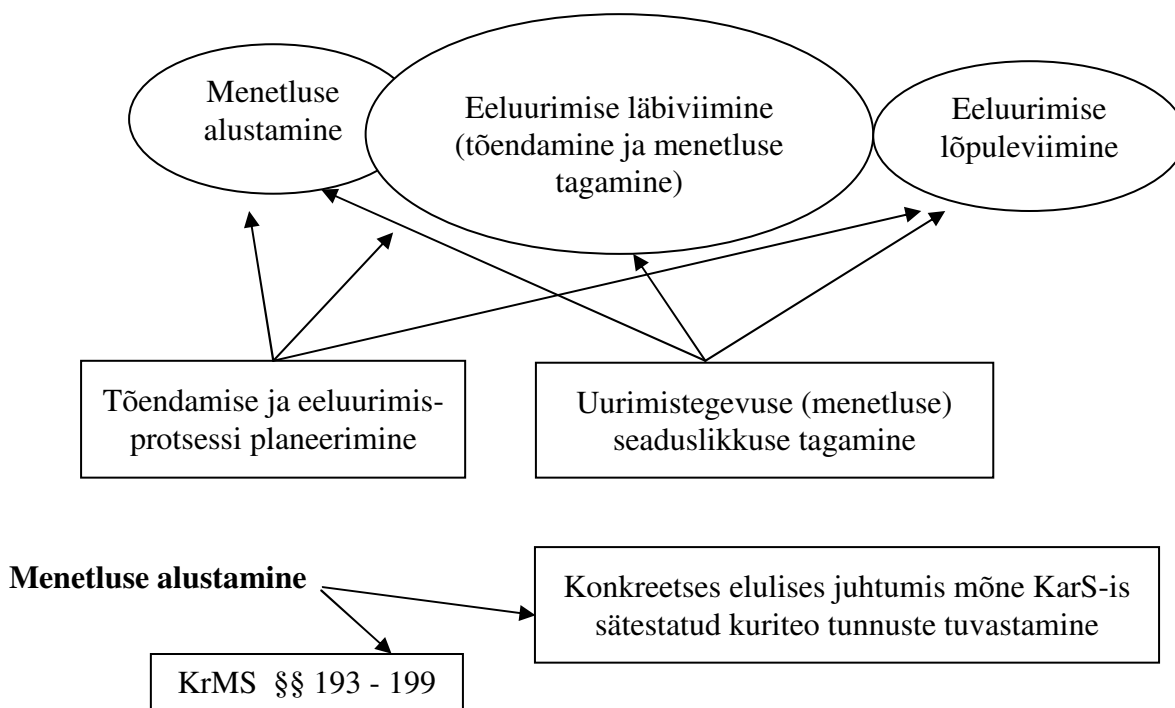 Menetluse
alustamine
Eeluurimise läbiviimine
(tõendamine ja menetluse
tagamine)
Eeluurimise
lõpuleviimine
Tõendamise ja eeluurimis-
protsessi planeerimine
Uurimistegevuse (menetluse)
seaduslikkuse tagamine
Menetluse alustamine
Konkreetses elulises juhtumis mõne KarS-is
sätestatud kuriteo tunnuste tuvastamine
KrMS §§ 193 - 199